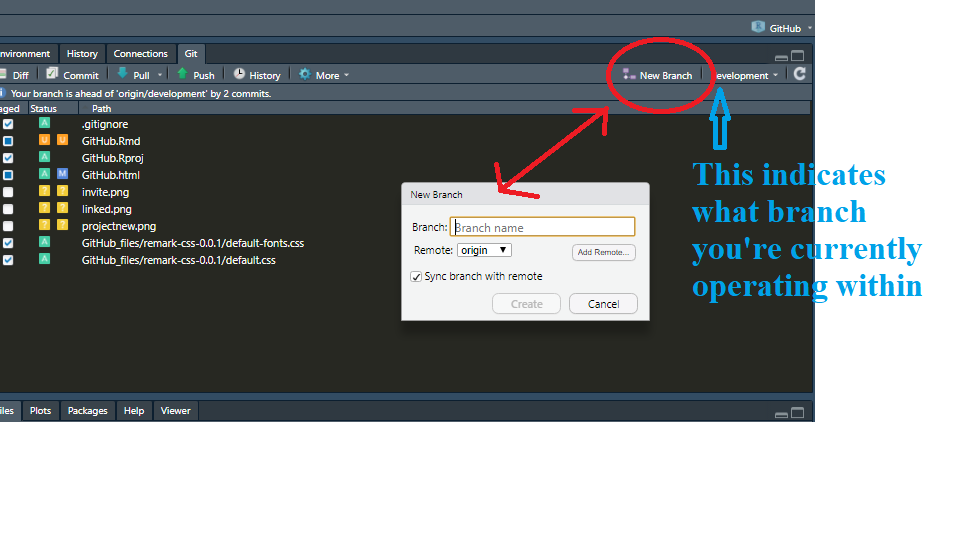 GitHub
nvironment History Connections Git
Diff Commit Pull Push History More New Branch evelopment
Your branch is ahead of 'origin/development' by 2 commits.
aged Status Path
A .gitignore
U U GitHub.Rmd
A GitHub.Rproj
A M GitHub.html
? ? invite.png
? ? linked.png
? ? projectnew.png
A GitHub_files/remark-css-0.0.1/default-fonts.css
A GitHub_files/remark-css-0.0.1/default.css
New Branch
Branch: Branch name
Remote: origin Add Remote...
Sync branch with remote
Create Cancel
This indicates
what branch
you're currently
operating within
iles Plots Packages Help Viewer